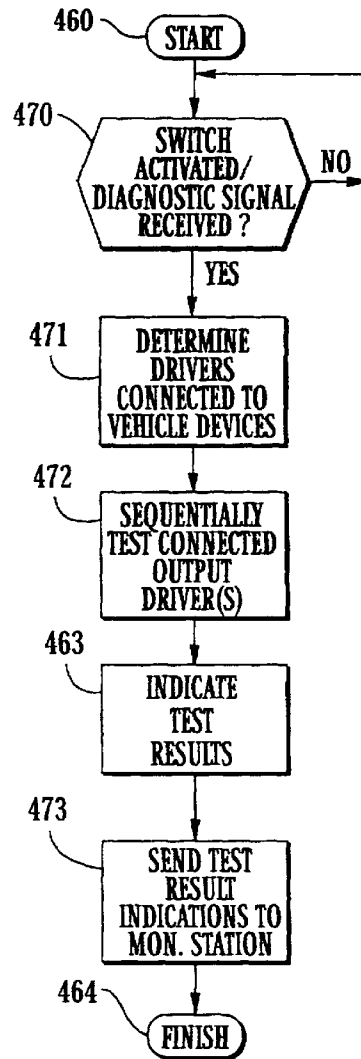 460
START
470
SWITCH
ACTIVATED/
DIAGNOSTIC SIGNAL
RECEIVED ?
NO
YES
471
DETERMINE
DRIVERS
CONNECTED TO
VEHICLE DEVICES
472
SEQUENTIALLY
TEST CONNECTED
OUTPUT
DRIVER(S)
463
INDICATE
TEST
RESULTS
473
SEND TEST
RESULT
INDICATIONS TO
MON. STATION
464
FINISH